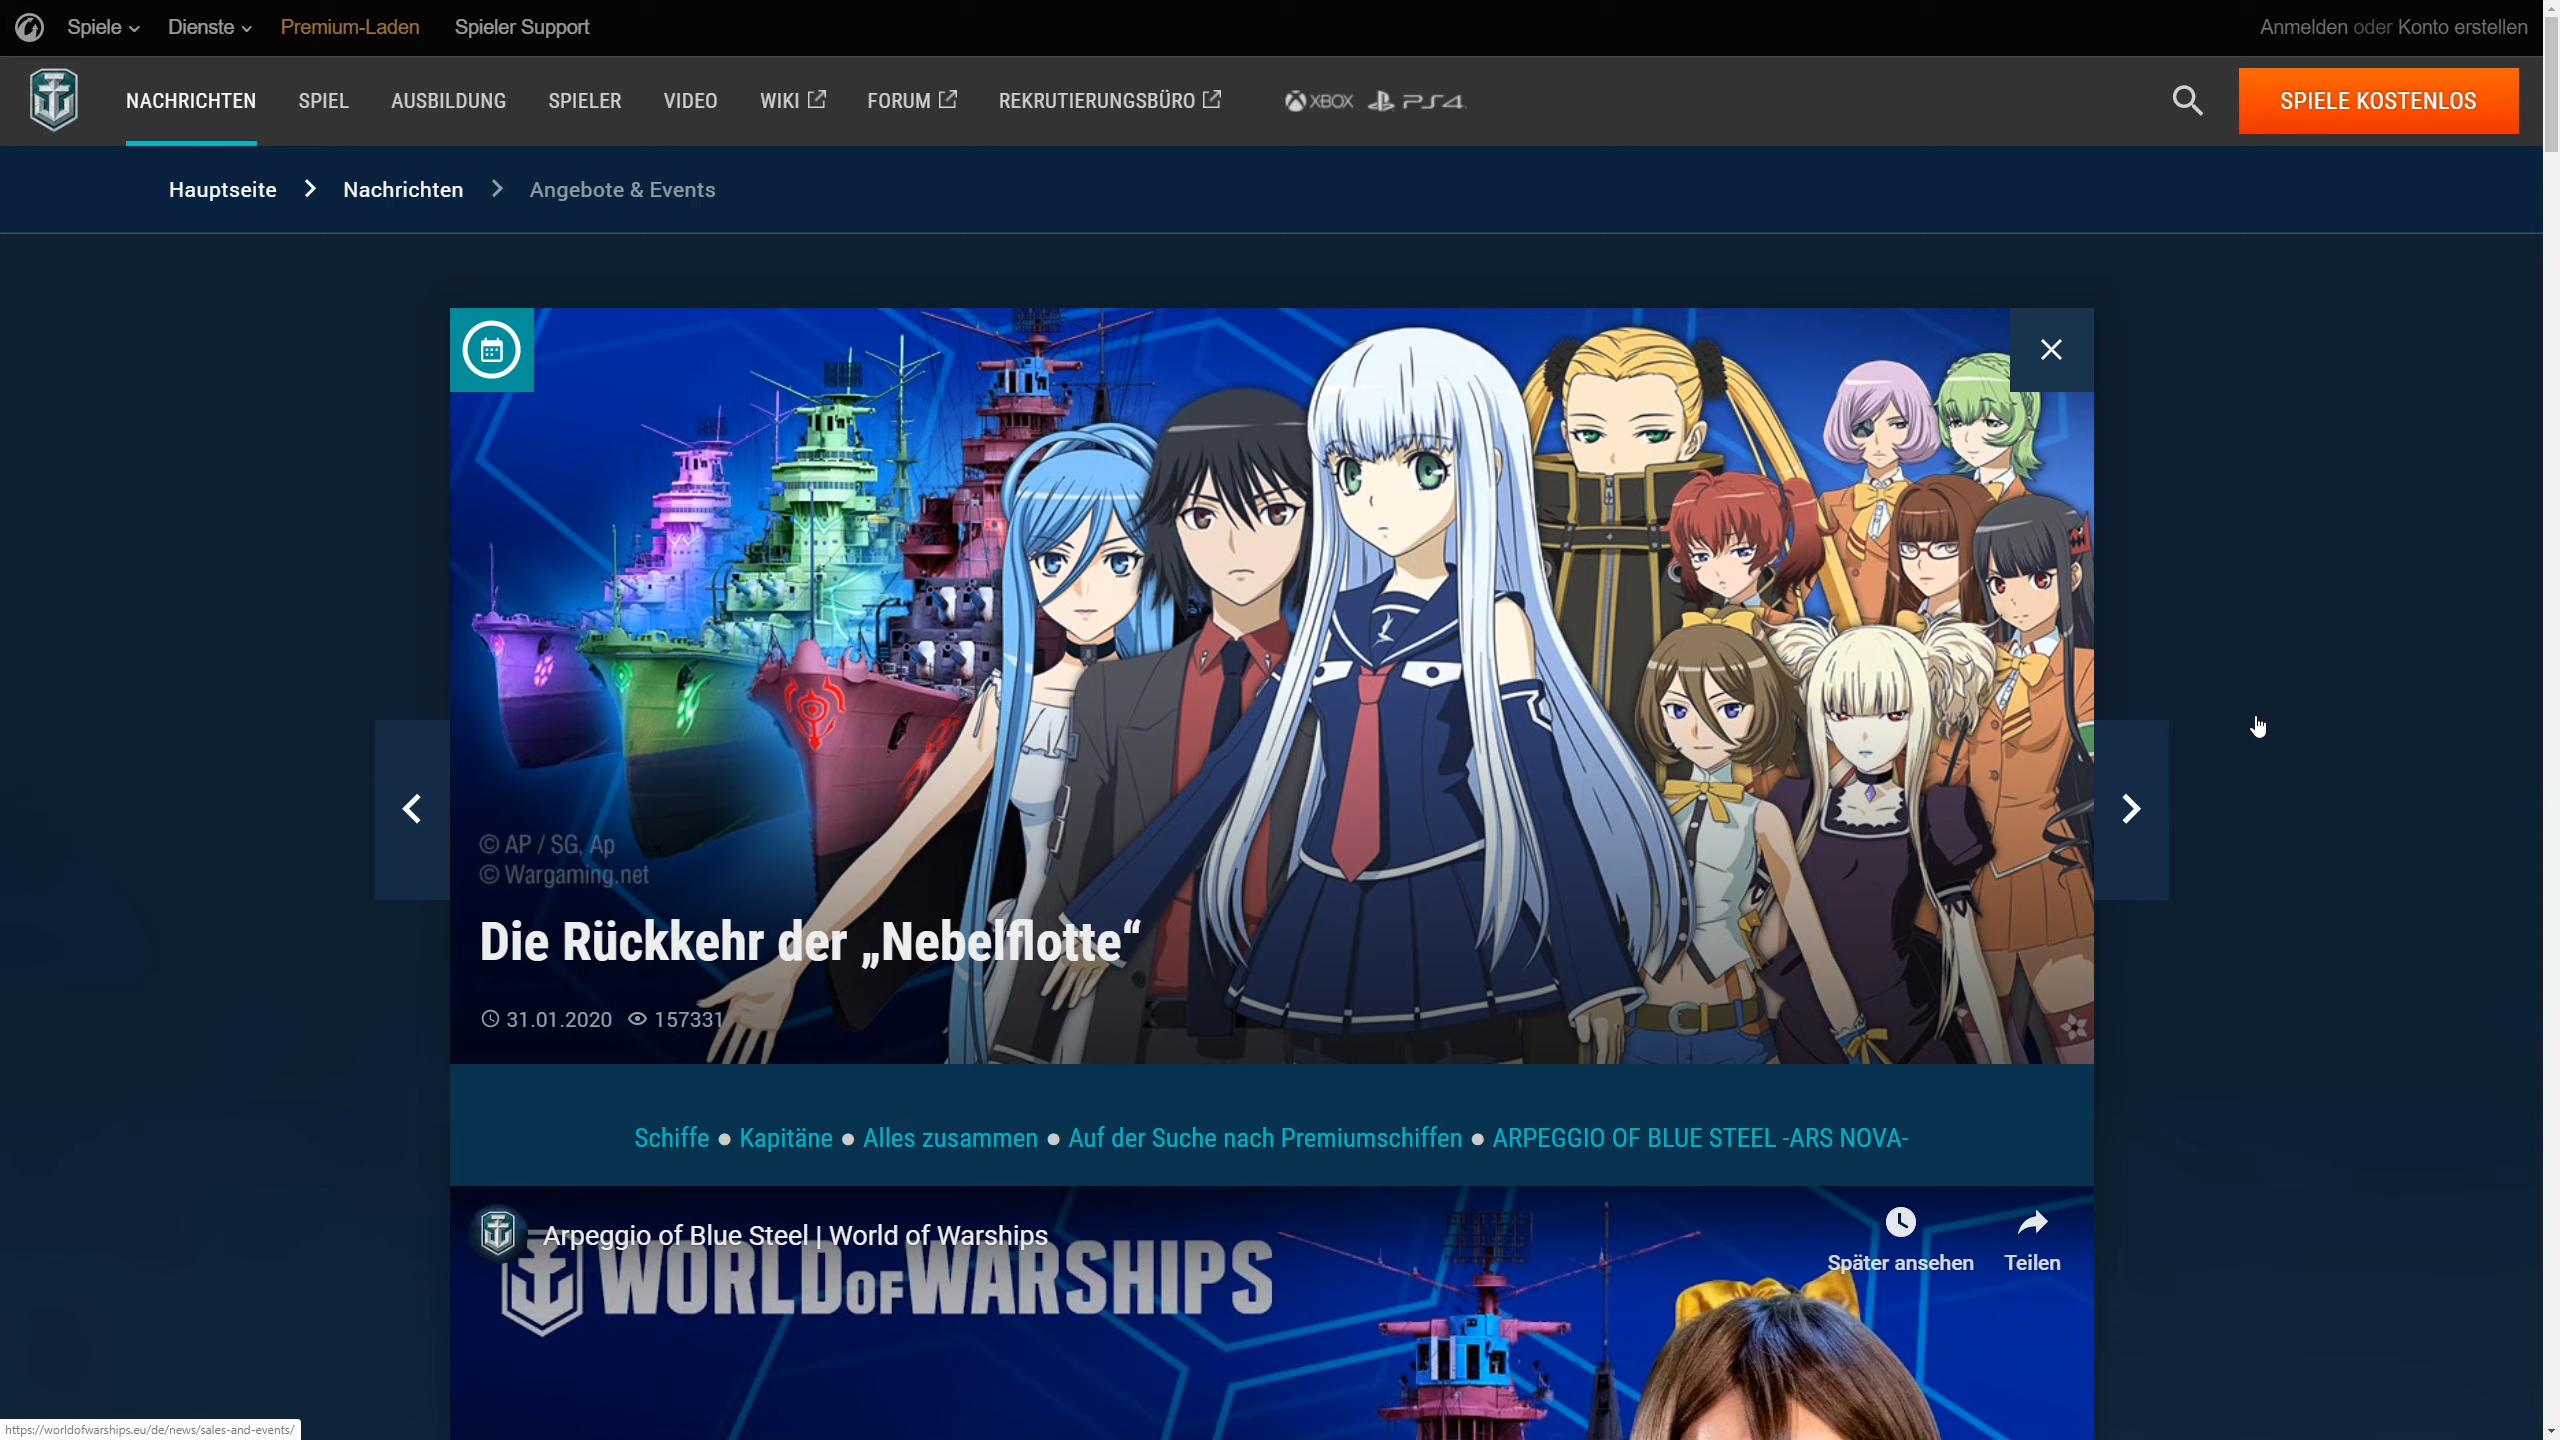 Spiele Dienste Premium-Laden Spieler Support Anmelden oder Konto erstellen
NACHRICHTEN SPIEL AUSBILDUNG SPIELER VIDEO WIKI FORUM REKRUTIERUNGSBÜRO XBOX PS4 SPIELE KOSTENLOS
Hauptseite Nachrichten Angebote & Events
© AP / SG, Ap
© Wargaming.net
Die Rückkehr der „Nebelflotte“
31.01.2020 157331
Schiffe ● Kapitäne ● Alles zusammen ● Auf der Suche nach Premiumschiffen ● ARPEGGIO OF BLUE STEEL -ARS NOVA-
Arpeggio of Blue Steel | World of Warships
Später ansehen Teilen
WORLD OF WARSHIPS
https://worldofwarships.eu/de/news/sales-and-events/